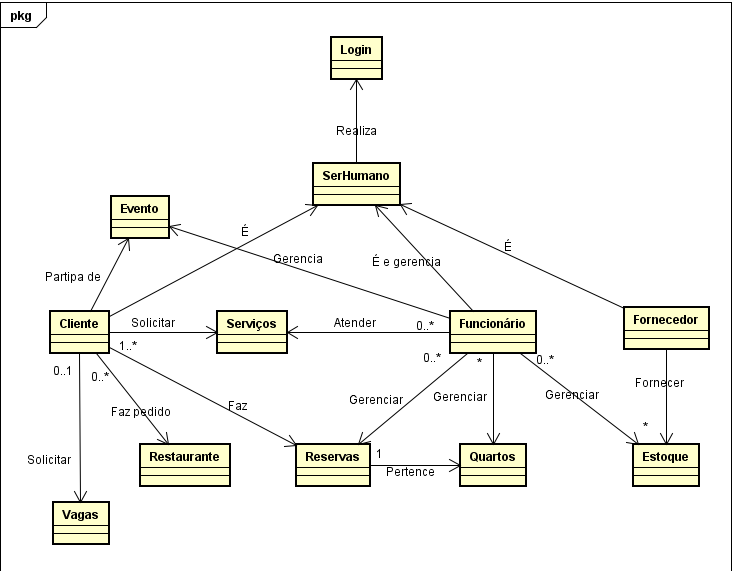 pkg
Login
Realiza
SerHumano
Evento
É
Gerencia
É e gerencia
É
Partipa de
Cliente
Solicitar
Serviços
Atender
0..*
Funcionário
Fornecedor
1..*
0..1
0..*
0..*
*
0..*
Fornecer
Faz pedido
Faz
Gerenciar
Gerenciar
Gerenciar
*
Solicitar
Restaurante
Reservas
1
Pertence
Quartos
Estoque
Vagas